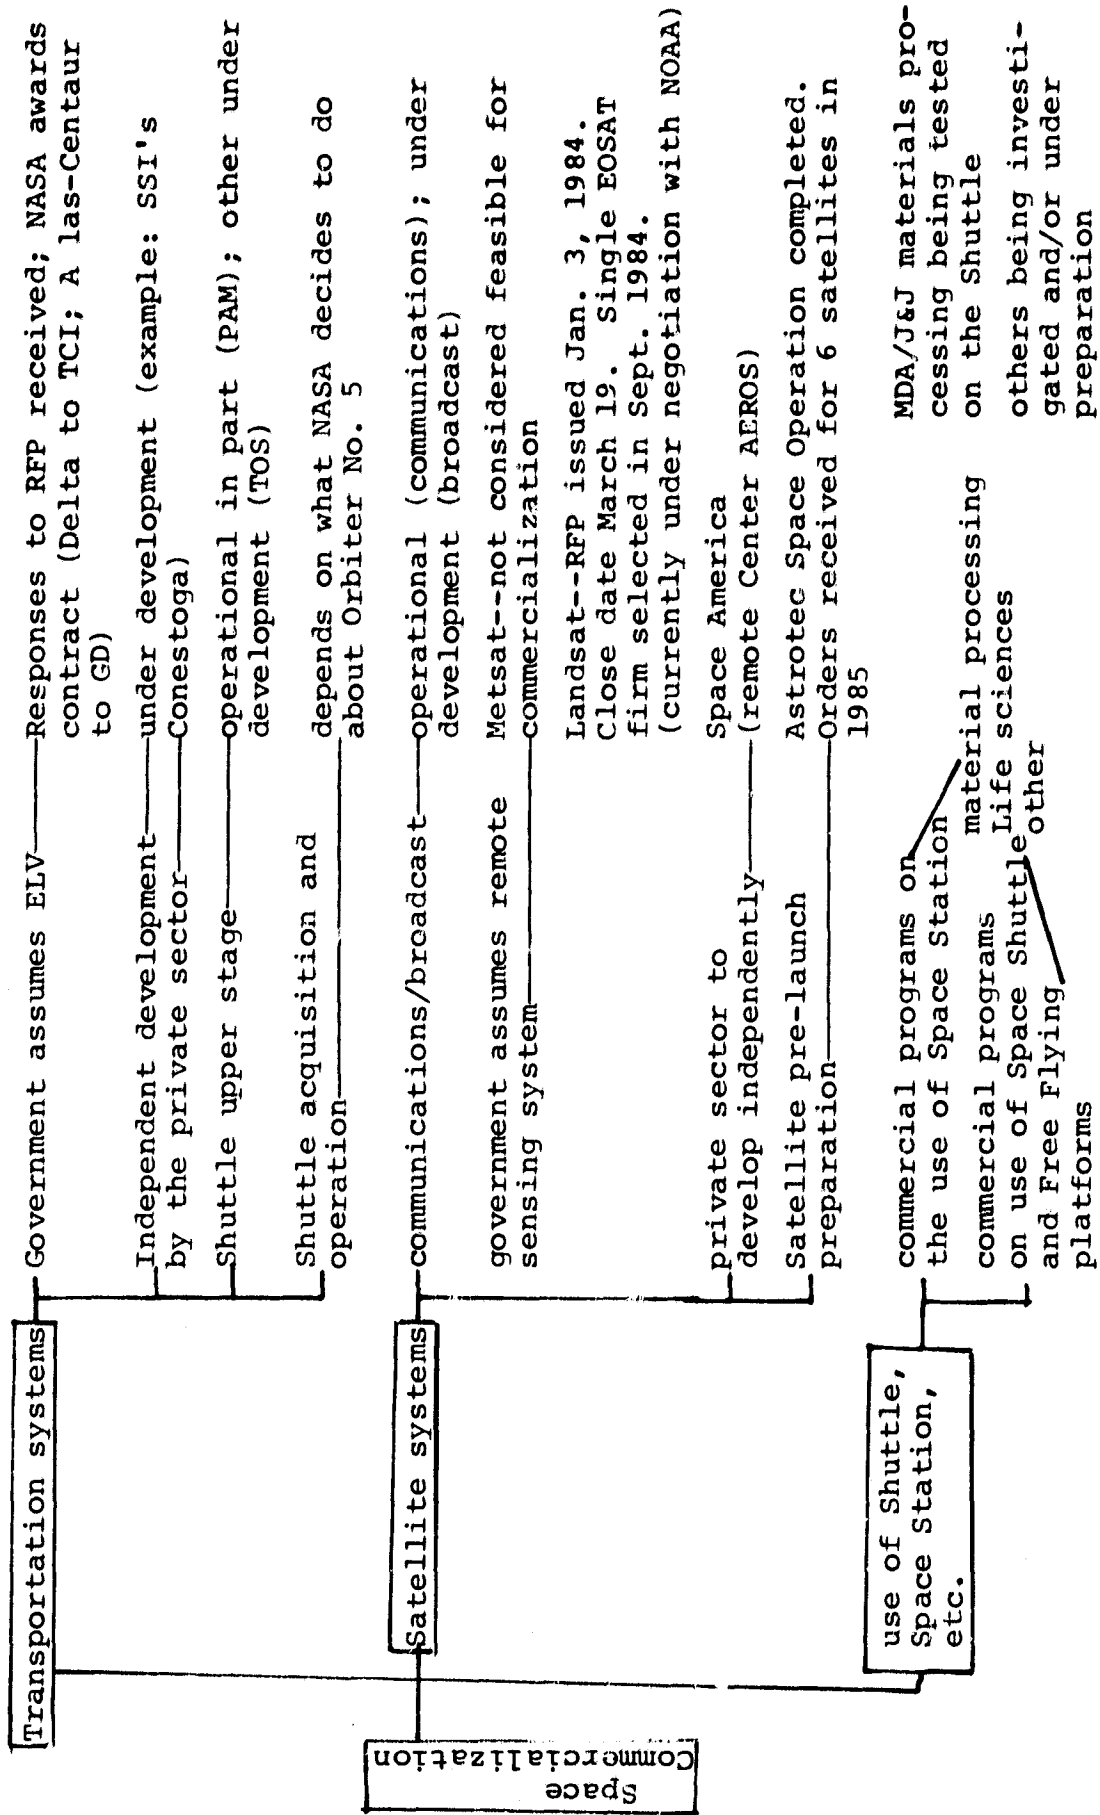 Space
Commercialization
Transportation systems
Government assumes ELV
Responses to RFP received; NASA awards
contract (Delta to TCI; A las-Centaur
to GD)
Independent development
by the private sector
under development (example: SSI's
Conestoga)
Shuttle upper stage
operational in part (PAM); other under
development (TOS)
Shuttle acquisition and
operation
depends on what NASA decides to do
about Orbiter No. 5
Satellite systems
communications/broadcast
operational (communications); under
development (broadcast)
government assumes remote
sensing system
Metsat--not considered feasible for
commercialization
Landsat--RFP issued Jan. 3, 1984.
Close date March 19. Single EOSAT
firm selected in Sept. 1984.
(currently under negotiation with NOAA)
private sector to
develop independently
Space America
(remote Center AEROS)
Satellite pre-launch
preparation
Astrotec Space Operation completed.
Orders received for 6 satellites in
1985
use of Shuttle,
Space Station,
etc.
commercial programs on
the use of Space Station
commercial programs
on use of Space Shuttle
and Free Flying
platforms
material processing
Life sciences
other
MDA/J&J materials pro-
cessing being tested
on the Shuttle
others being investi-
gated and/or under
preparation